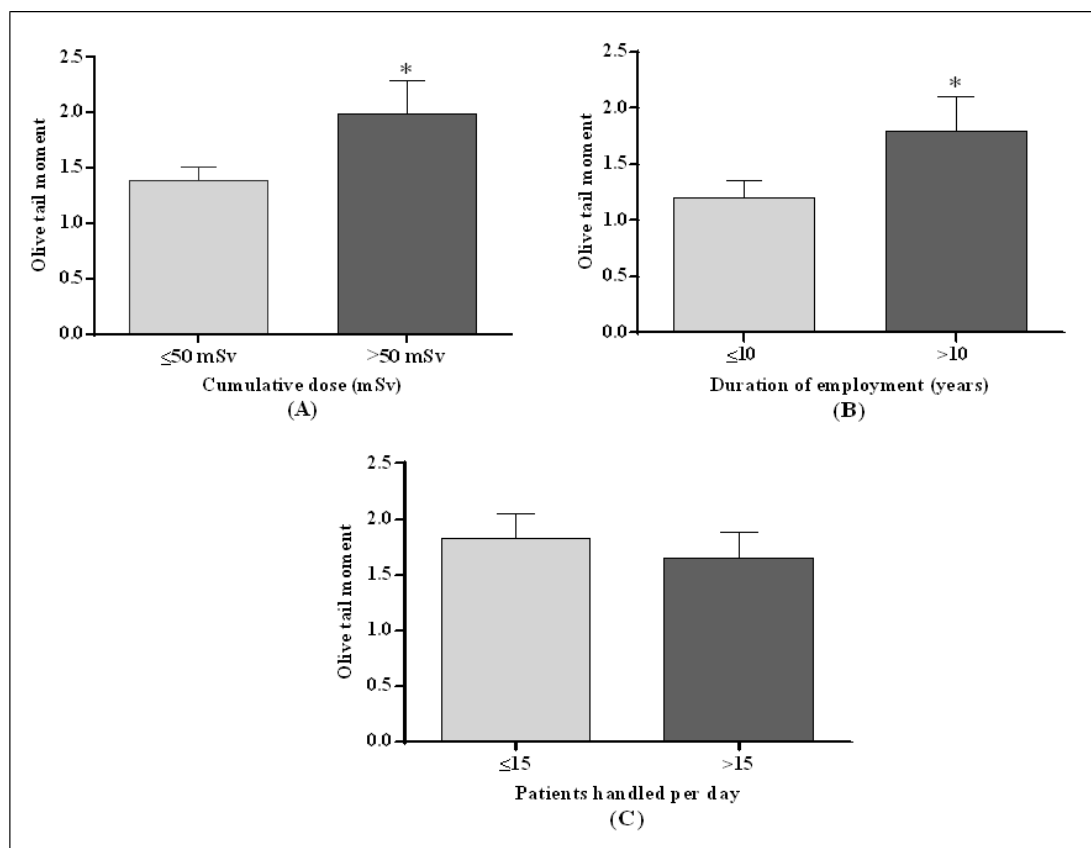 2.5
2.0
1.5
1.0
0.5
0.0
Olive tail moment
*
≤50 mSv >50 mSv
Cumulative dose (mSv)
(A)
2.5
2.0
1.5
1.0
0.5
0.0
Olive tail moment
*
≤10 >10
Duration of employment (years)
(B)
2.5
2.0
1.5
1.0
0.5
0.0
Olive tail moment
≤15 >15
Patients handled per day
(C)